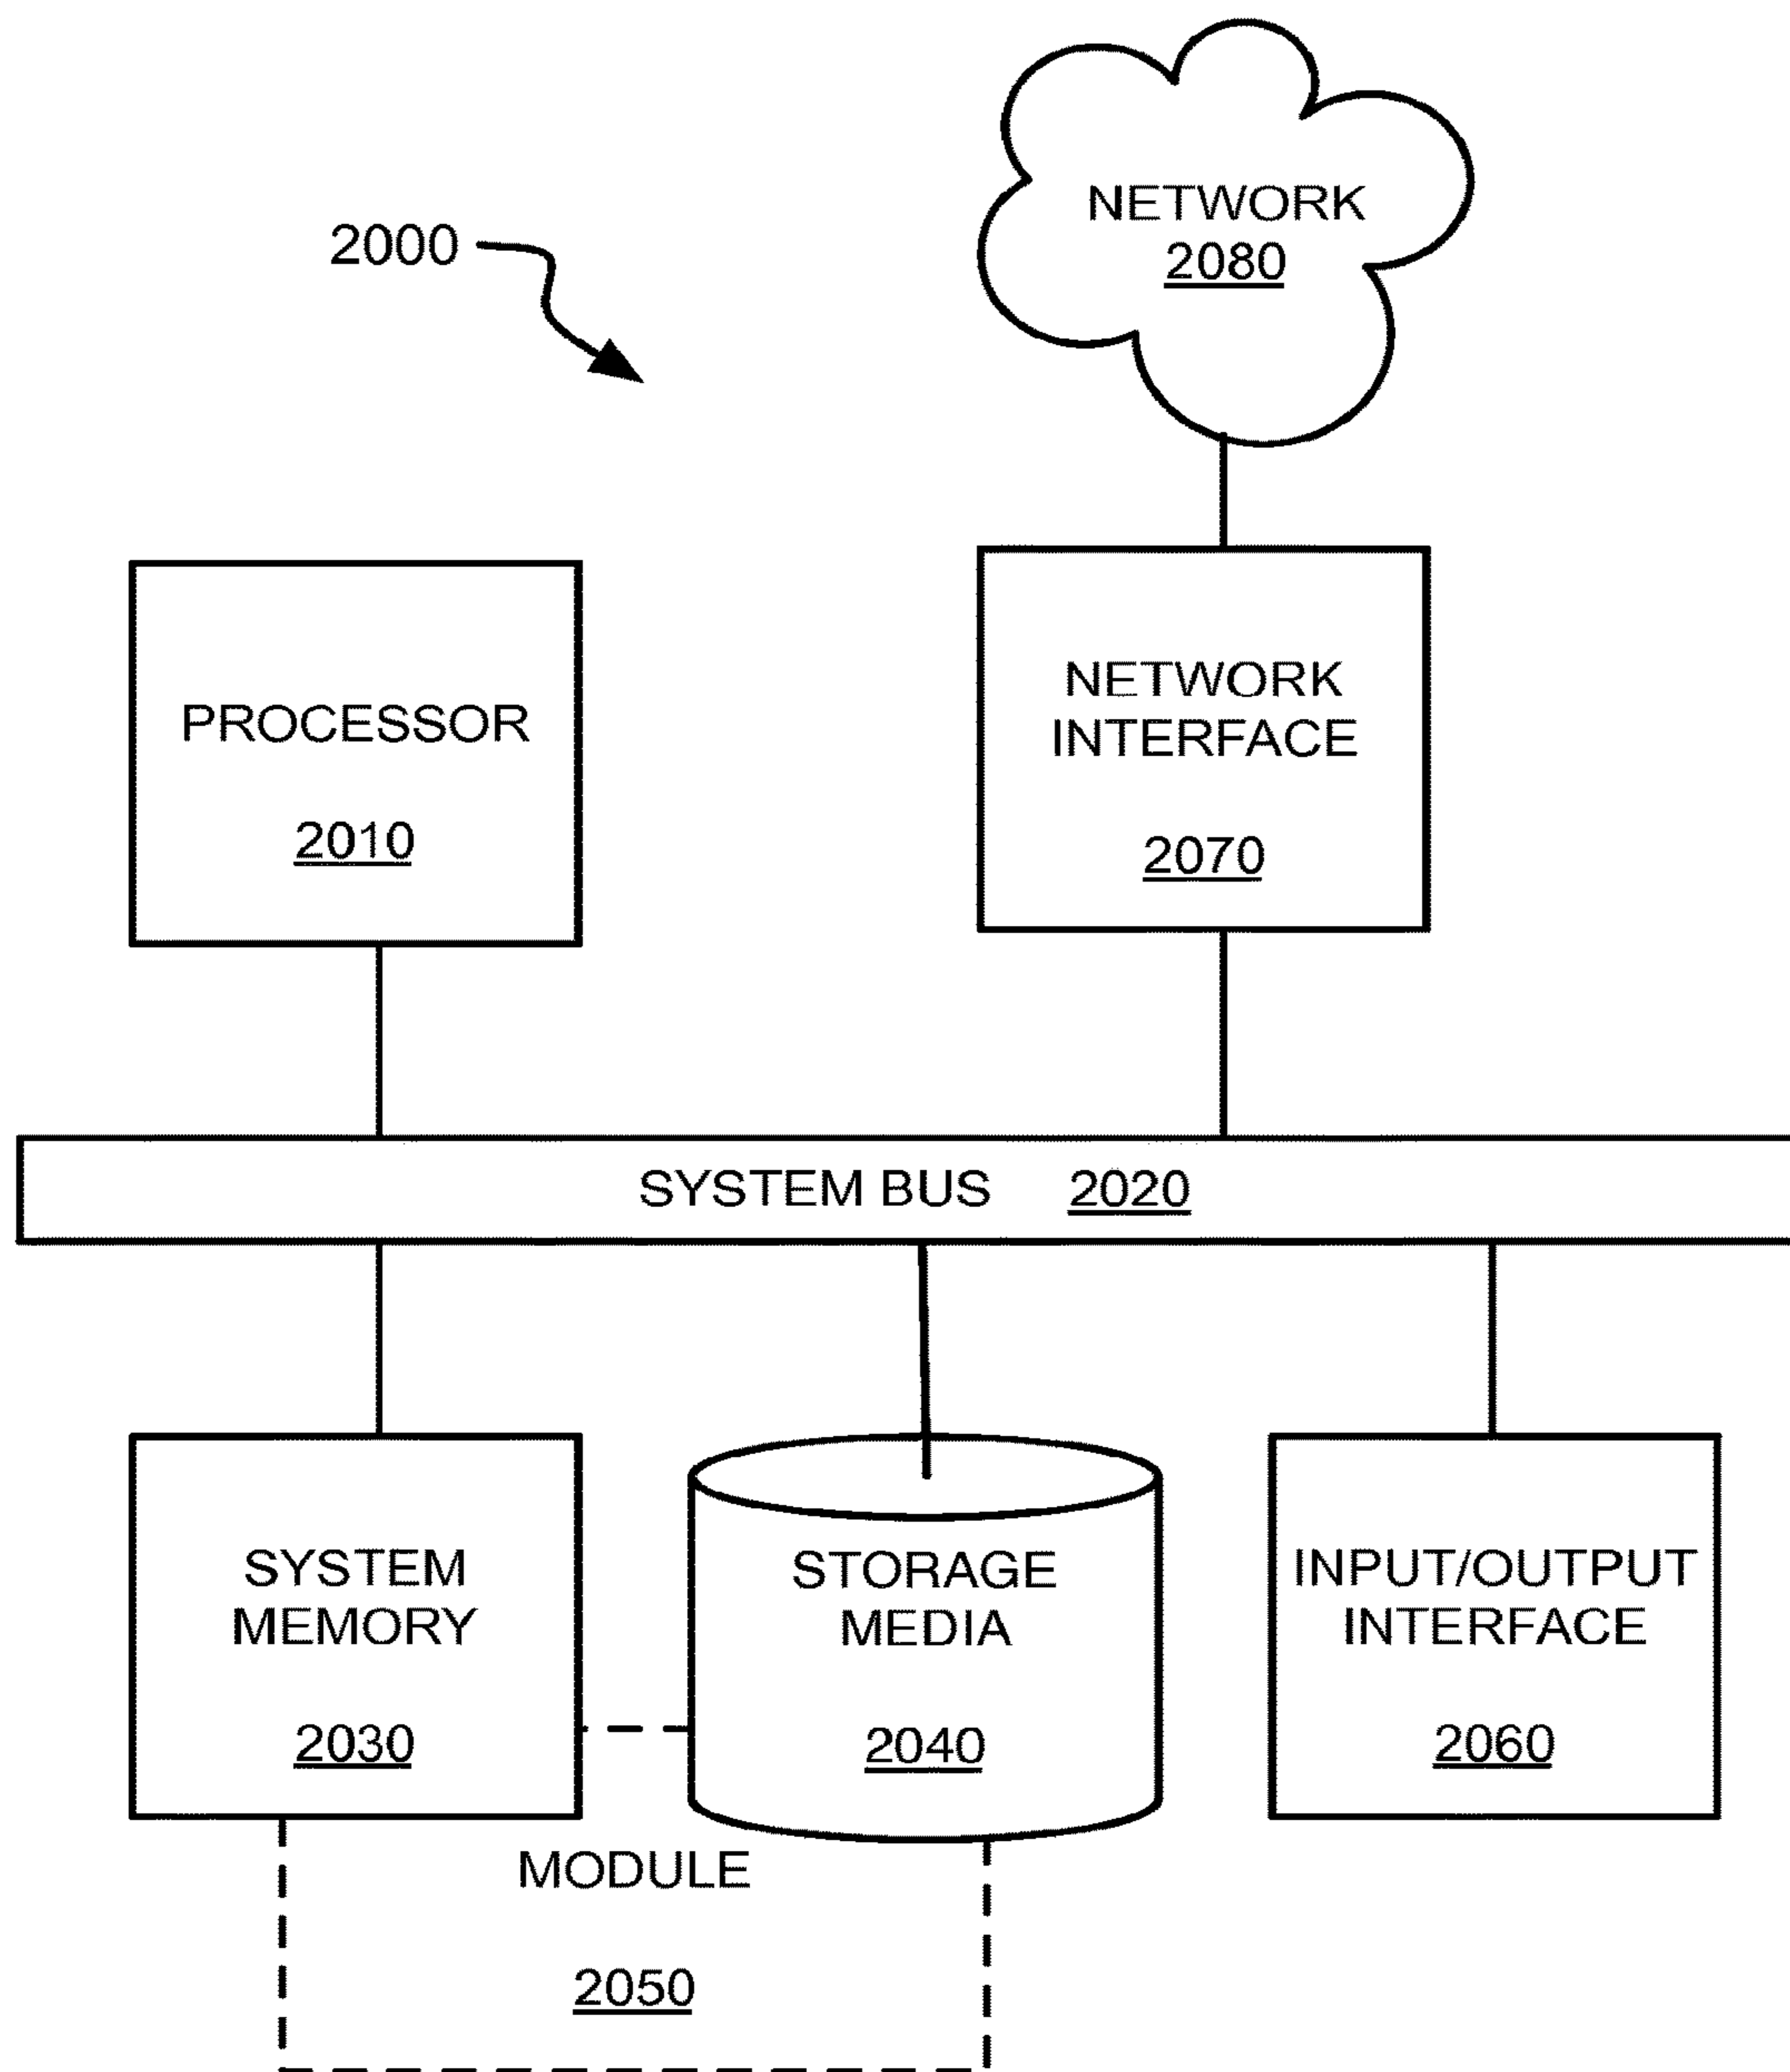 NETWORK
2080
2000
PROCESSOR
2010
NETWORK
INTERFACE
2070
SYSTEM BUS 2020
SYSTEM
MEMORY
2030
STORAGE
MEDIA
2040
INPUT/OUTPUT
INTERFACE
2060
MODULE
2050